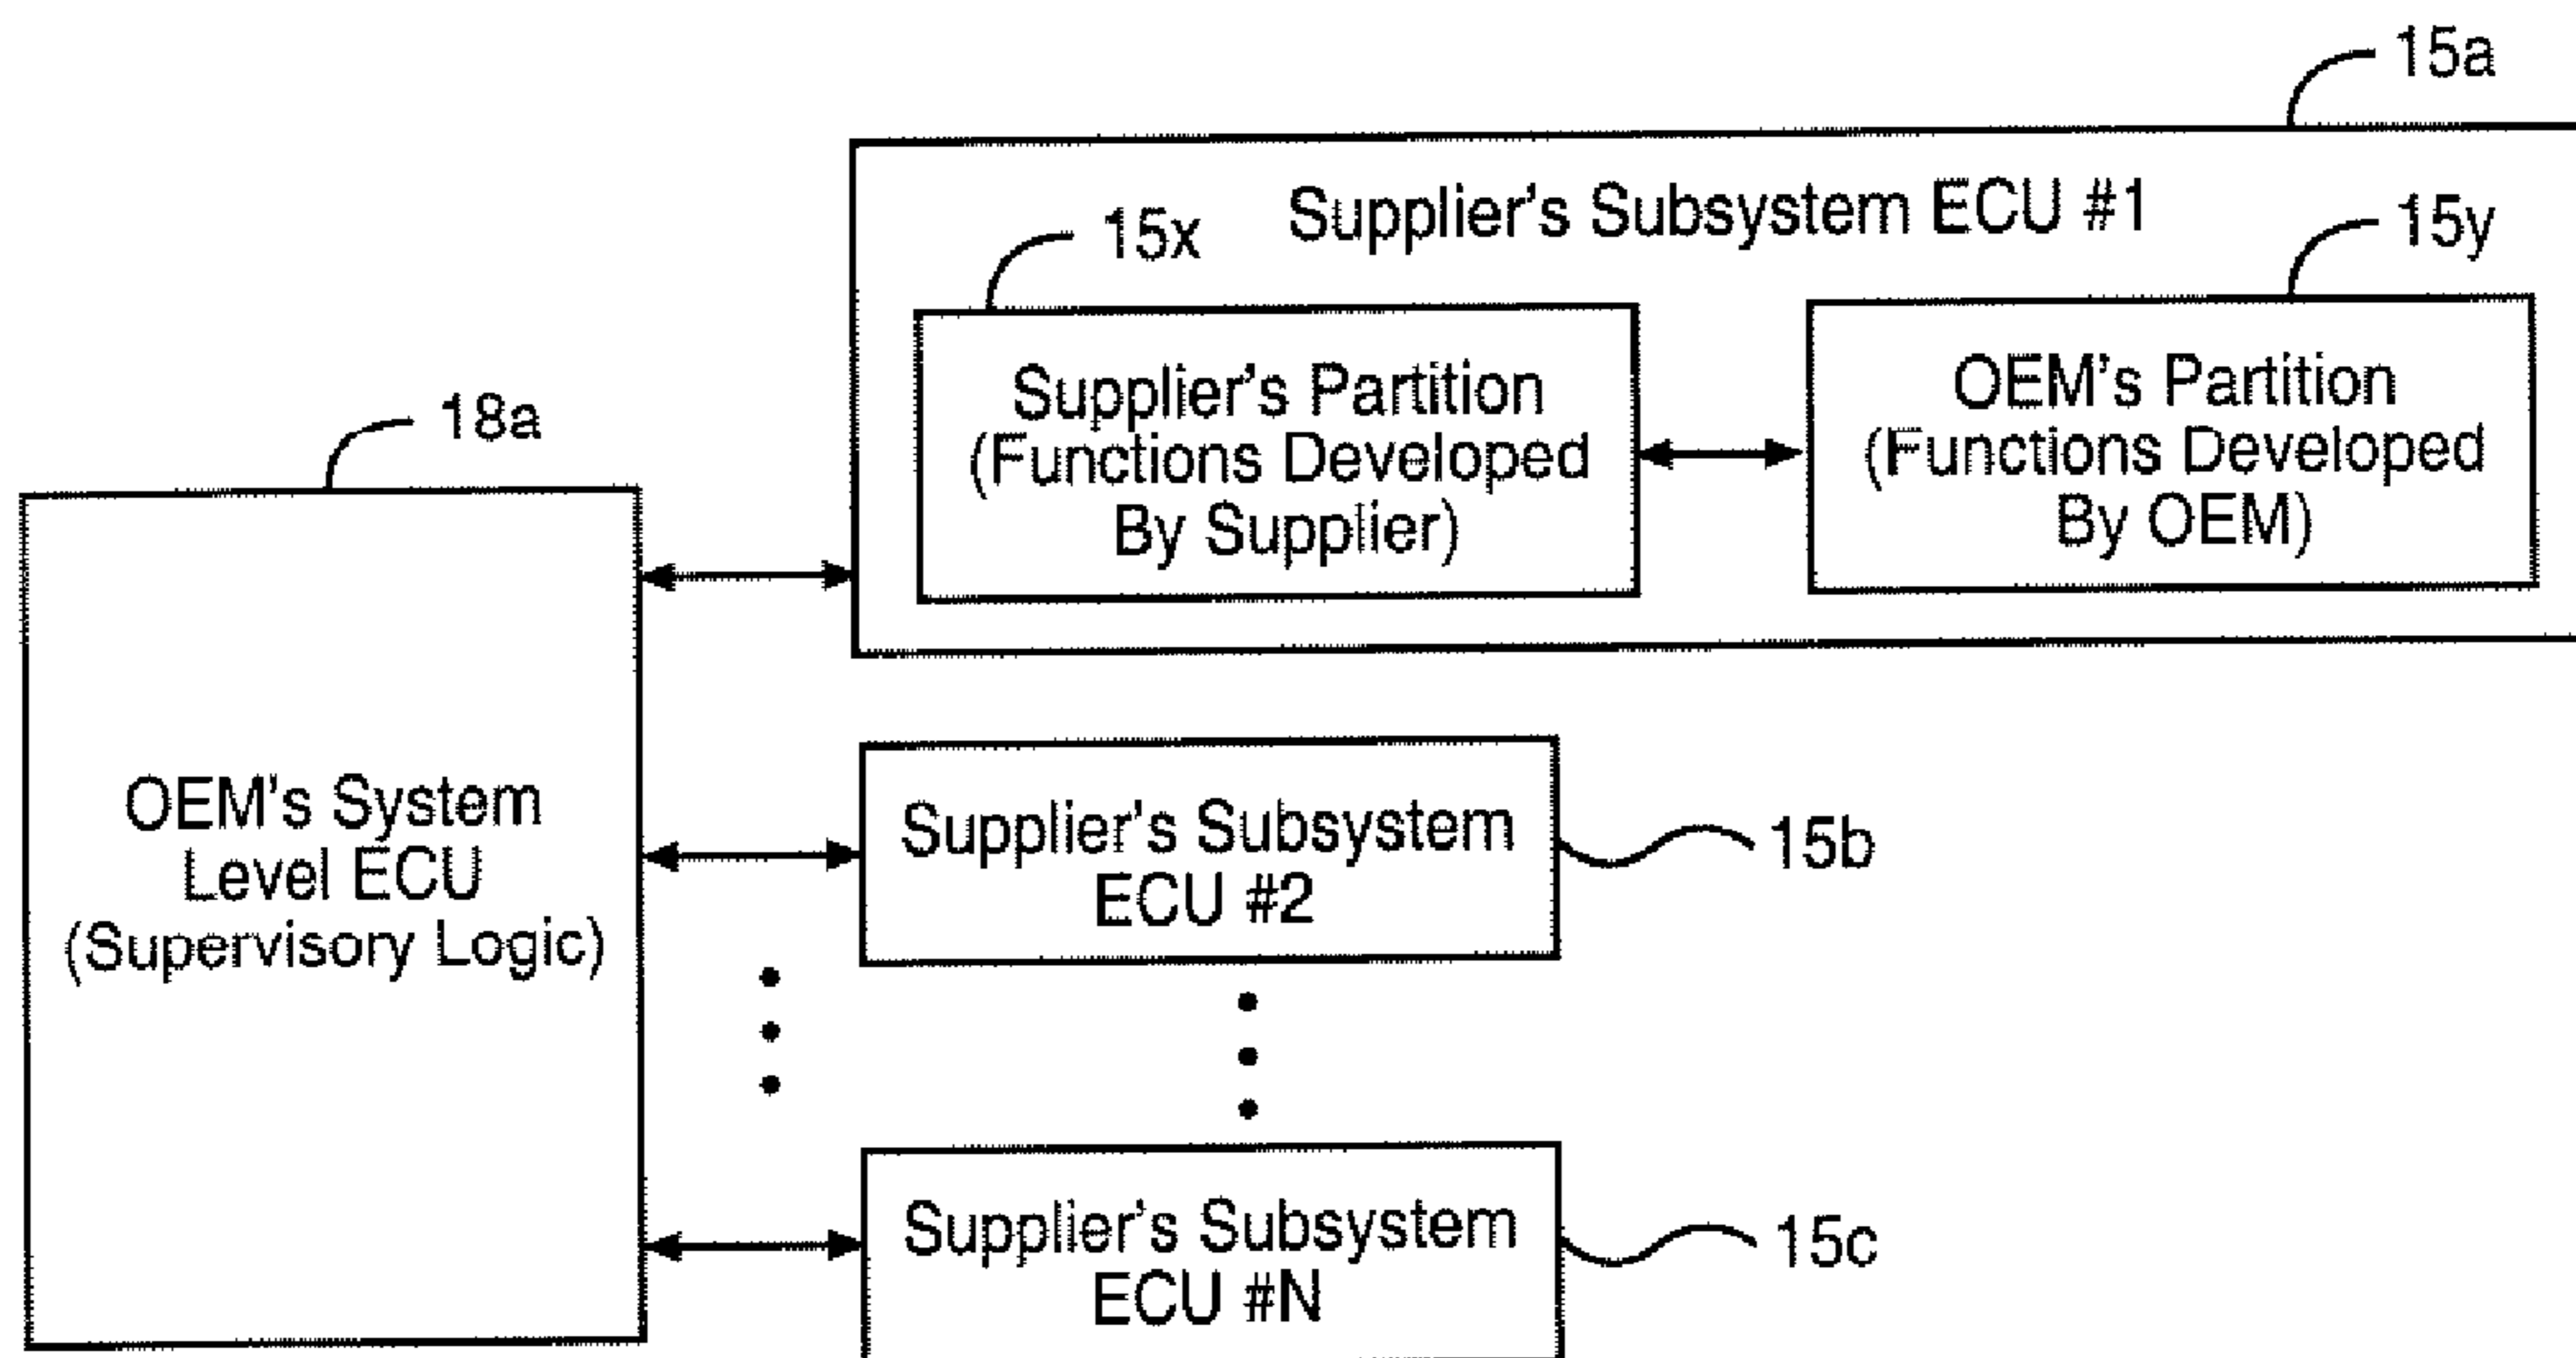 15a
Supplier's Subsystem ECU #1
15x
15y
Supplier's Partition
(Functions Developed
By Supplier)
OEM's Partition
(Functions Developed
By OEM)
18a
OEM's System
Level ECU
(Supervisory Logic)
Supplier's Subsystem
ECU #2
15b
Supplier's Subsystem
ECU #N
15c